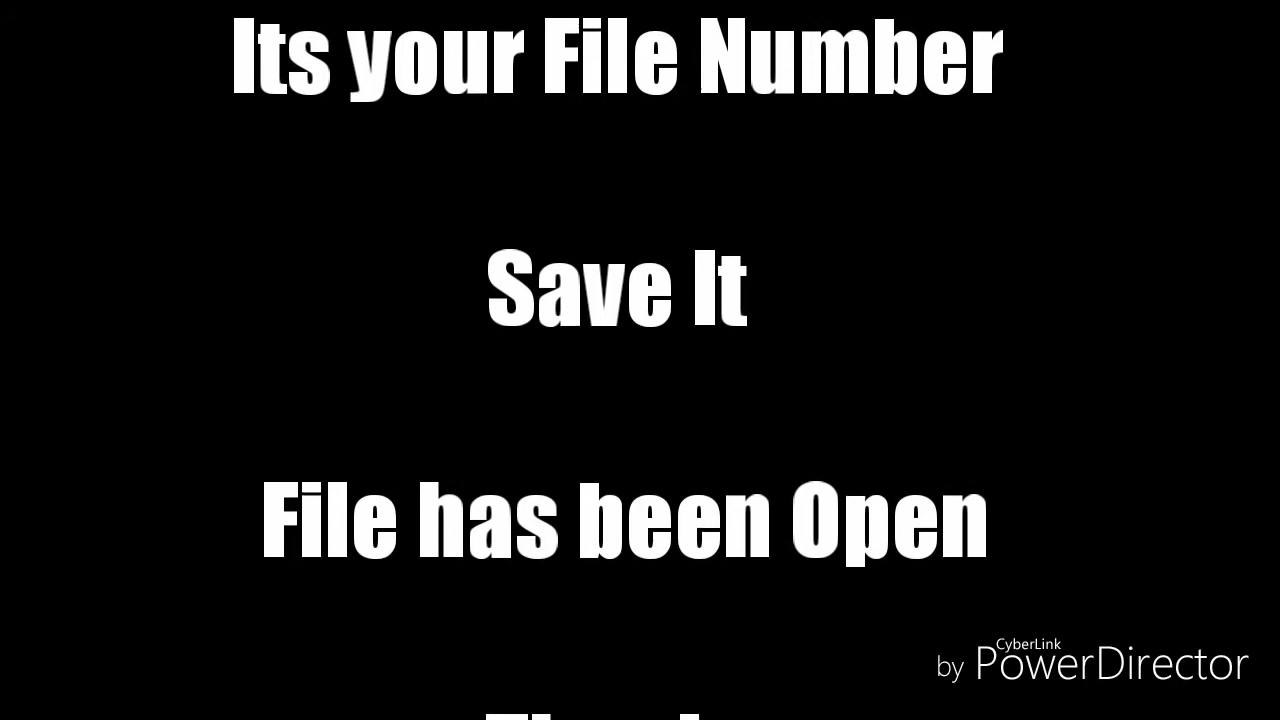 Its your File Number
Save It
File has been Open
CyberLink
by PowerDirector